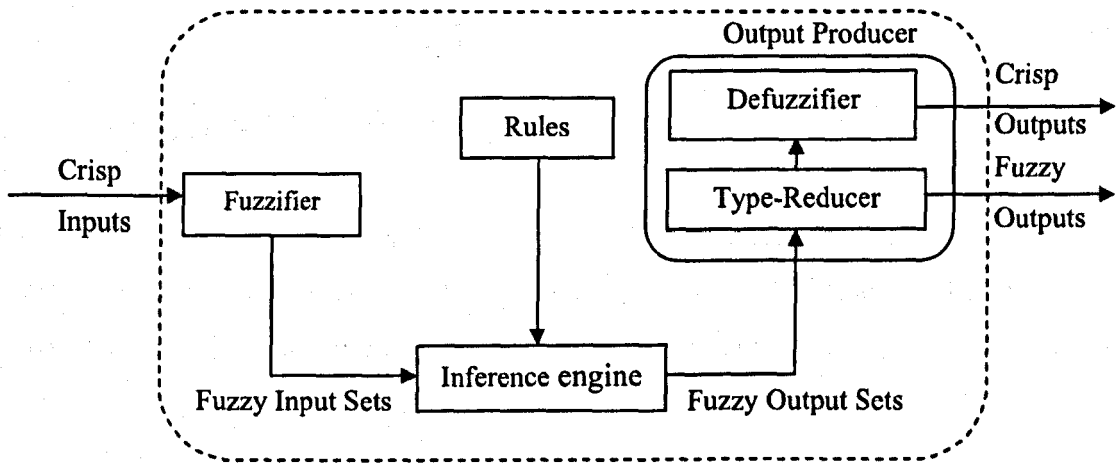 Output Producer
Defuzzifier
Crisp
Outputs
Rules
Crisp
Inputs
Fuzzifier
Type-Reducer
Fuzzy
Outputs
Inference engine
Fuzzy Input Sets
Fuzzy Output Sets